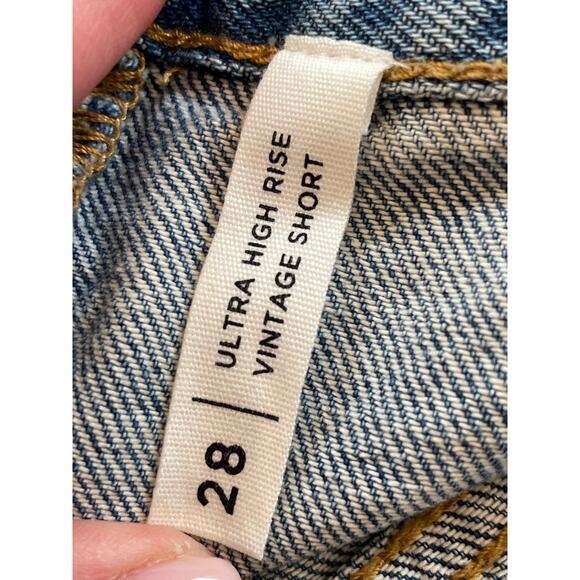 28 | ULTRA HIGH RISE
VINTAGE SHORT